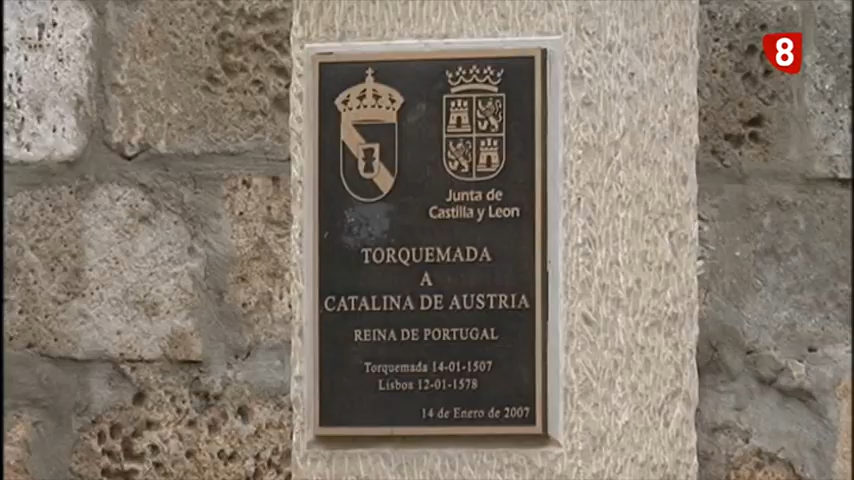 8
Junta de
Castilla y Leon
TORQUEMADA
A
CATALINA DE AUSTRIA
REINA DE PORTUGAL
Torquemada 14-01-1507
Lisboa 12-01-1578
14 de Enero de 2007